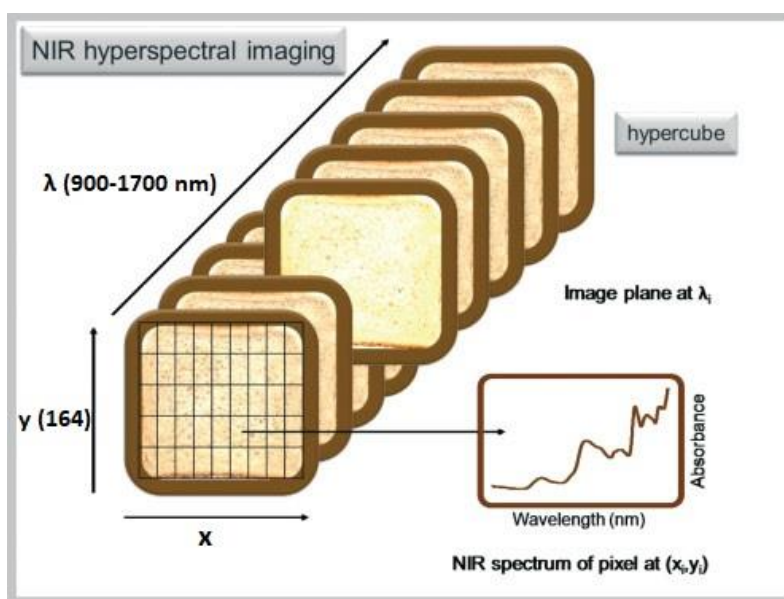 NIR hyperspectral imaging
hypercube
λ (900-1700 nm)
Image plane at λi
y (164)
x
Absorbance
Wavelength (nm)
NIR spectrum of pixel at (xi,yi)